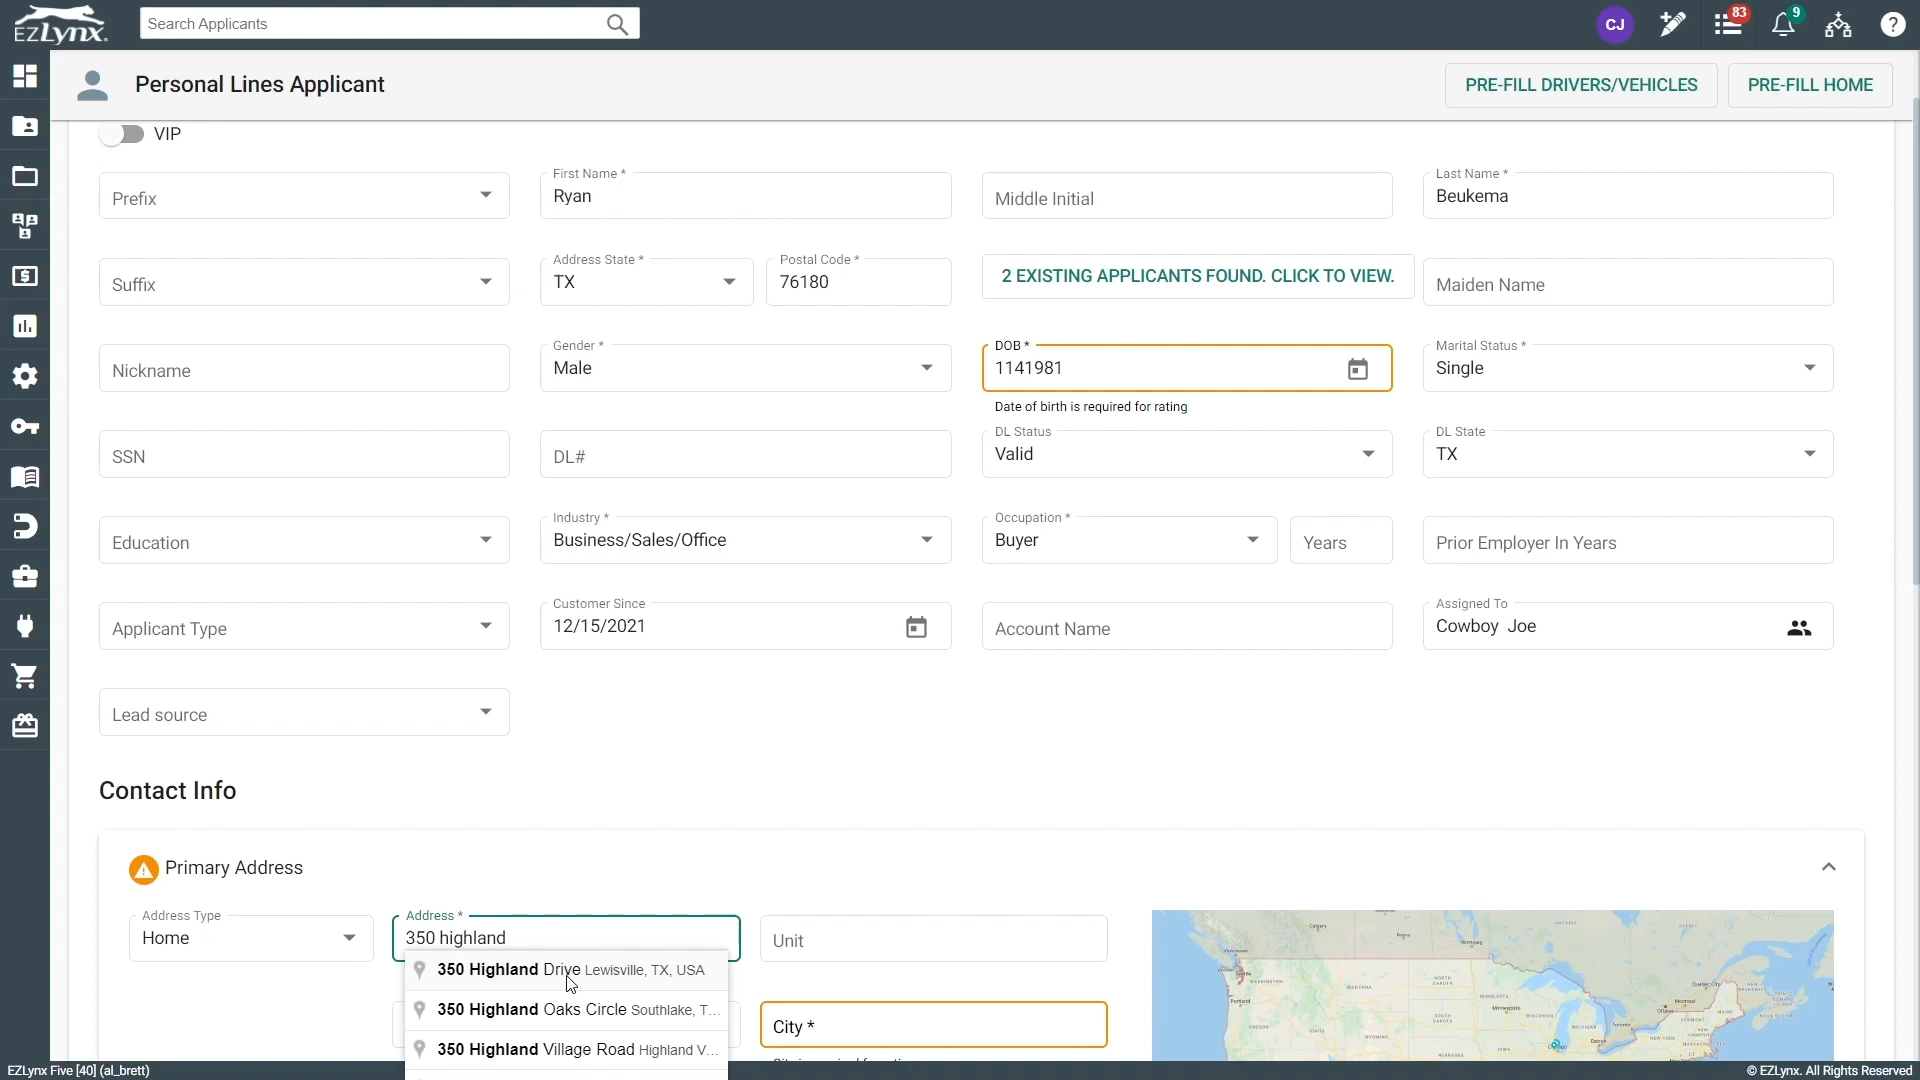 EZLynx.
Search Applicants
CJ
83
9
?
Personal Lines Applicant
PRE-FILL DRIVERS/VEHICLES
PRE-FILL HOME
VIP
Prefix
First Name *
Ryan
Middle Initial
Last Name *
Beukema
Suffix
Address State *
TX
Postal Code *
76180
2 EXISTING APPLICANTS FOUND. CLICK TO VIEW.
Maiden Name
Nickname
Gender *
Male
DOB *
1141981
Date of birth is required for rating
Marital Status *
Single
SSN
DL#
DL Status
Valid
DL State
TX
Education
Industry *
Business/Sales/Office
Occupation *
Buyer
Years
Prior Employer In Years
Applicant Type
Customer Since
12/15/2021
Account Name
Assigned To
Cowboy Joe
Lead source
Contact Info
Primary Address
Address Type
Home
Address *
350 highland
Unit
350 Highland Drive Lewisville, TX, USA
350 Highland Oaks Circle Southlake, T...
350 Highland Village Road Highland V...
City *
EZLynx Five [40] (al_brett)
© EZLynx. All Rights Reserved